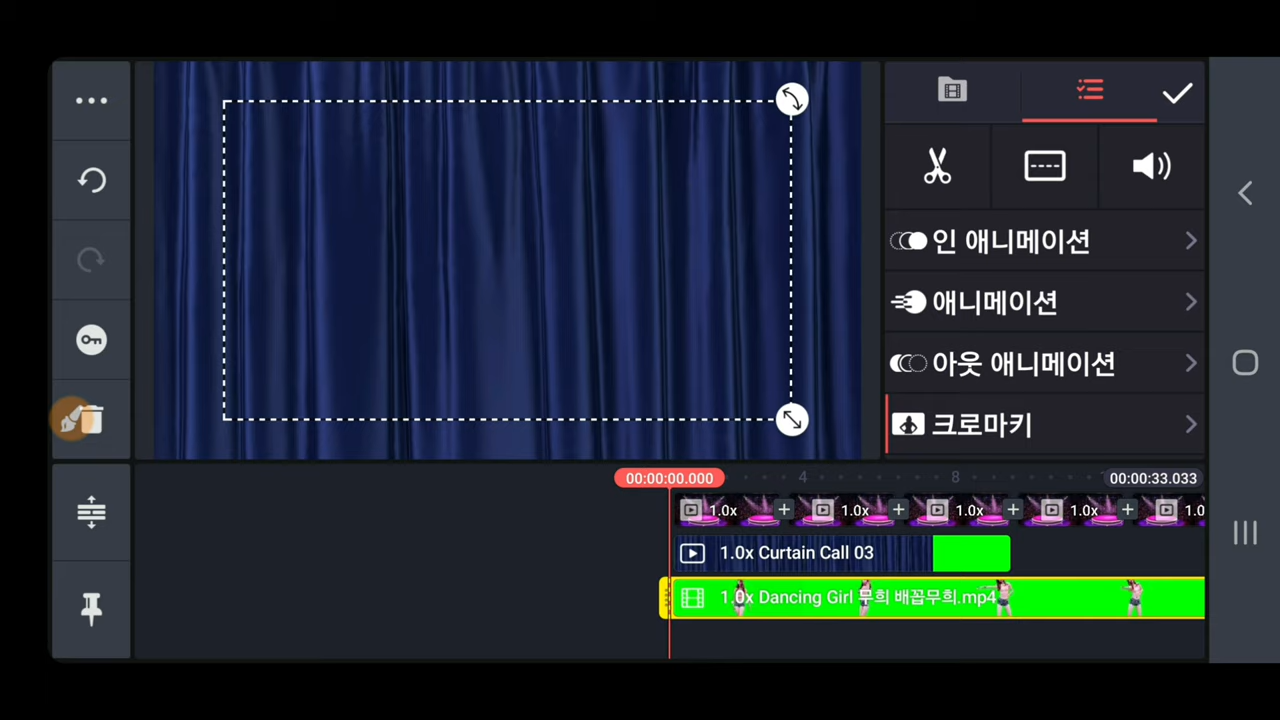 인 애니메이션
애니메이션
아웃 애니메이션
크로마키
00:00:00.000
4
8
00:00:33.033
1.0x
1.0x
1.0x
1.0x
1.0
1.0x Curtain Call 03
1.0x Dancing Girl 무희 배꼽무희.mp4